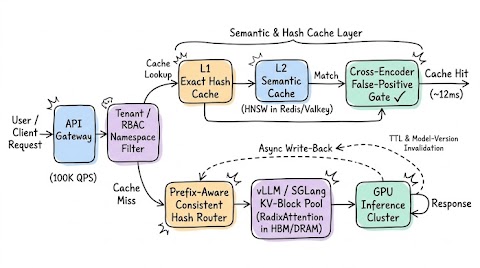 Semantic & Hash Cache Layer
Cache
Lookup
L1
Exact Hash
Cache
L2
Semantic
Cache
(HNSW in Redis/Valkey)
Match
Cross-Encoder
False-Positive
Gate ✓
Cache Hit
(~12ms)
User /
Client
Request
API
Gateway
(100K QPS)
Tenant /
RBAC
Namespace
Filter
Cache
Miss
Async Write-Back
TTL & Model-Version
Invalidation
Prefix-Aware
Consistent
Hash Router
vLLM / SGLang
KV-Block Pool
(RadixAttention
in HBM/DRAM)
GPU
Inference
Cluster
Response